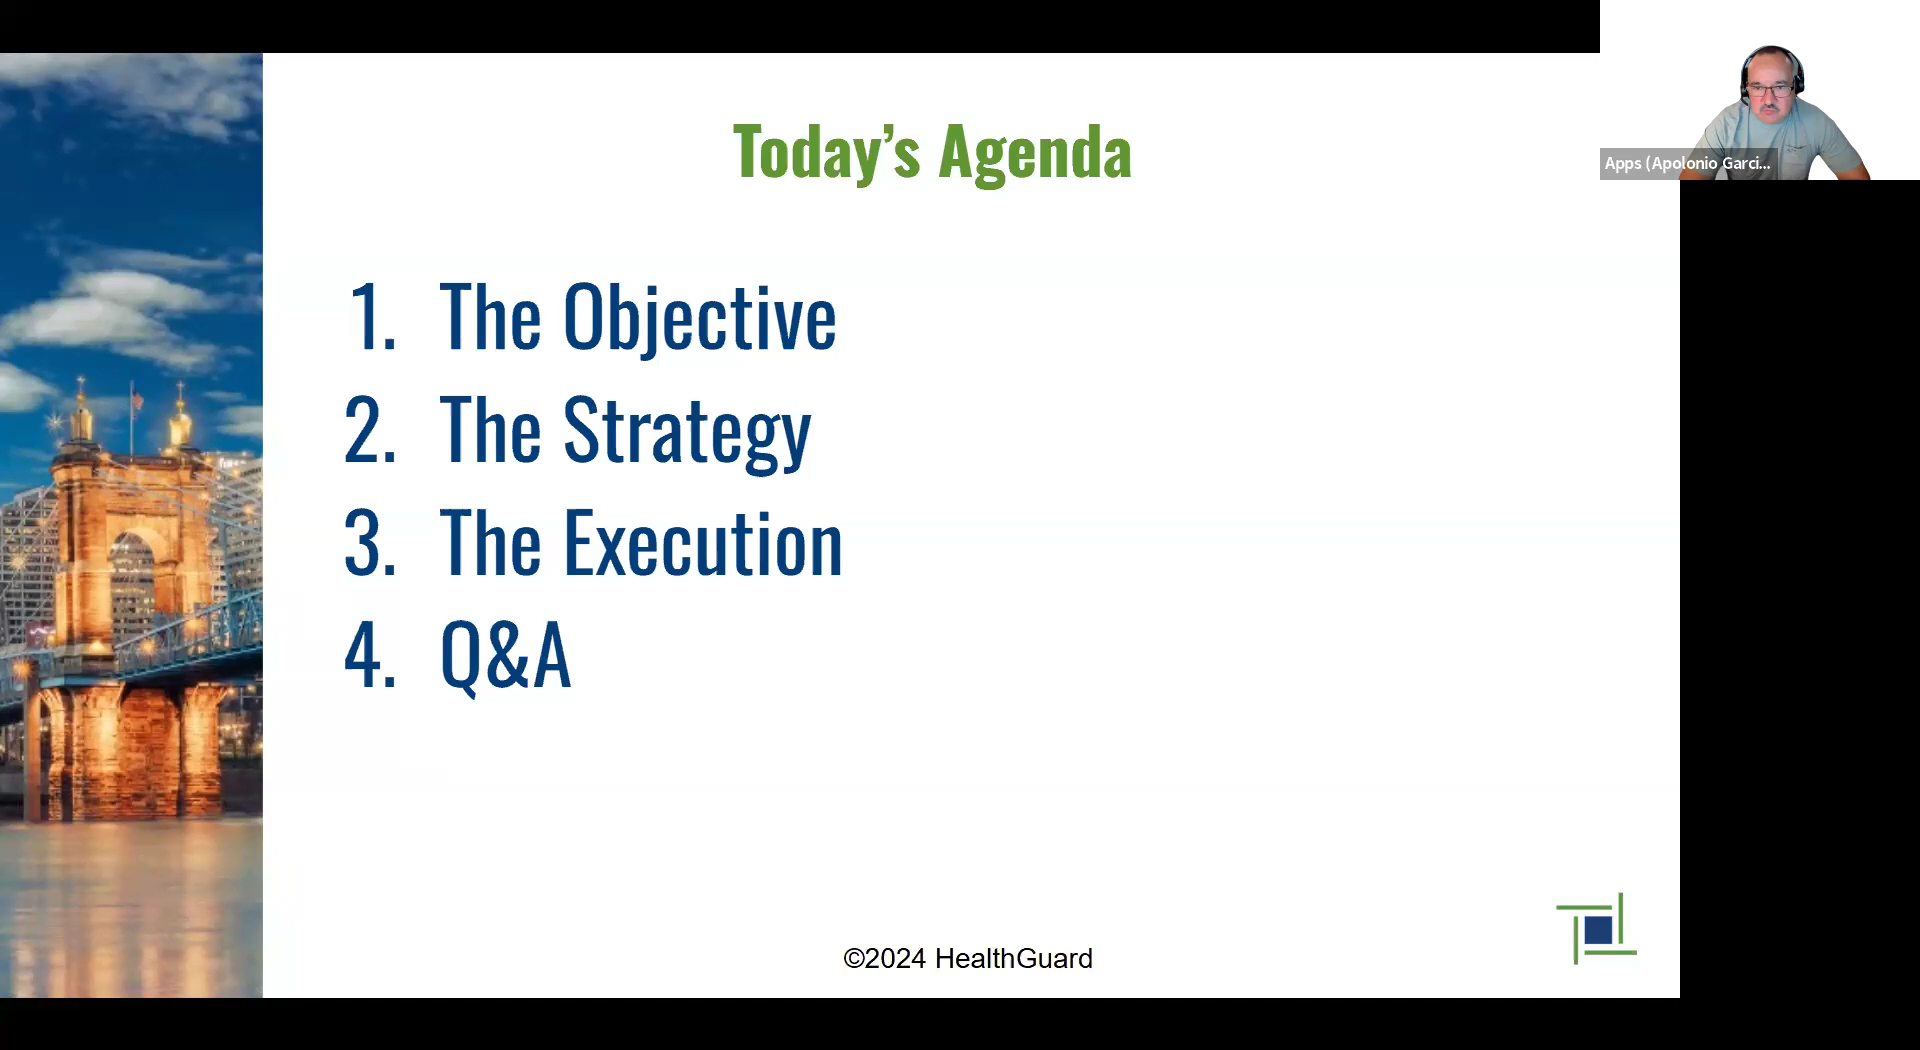 Today’s Agenda
Apps (Apolonio Garci...
1. The Objective
2. The Strategy
3. The Execution
4. Q&A
©2024 HealthGuard